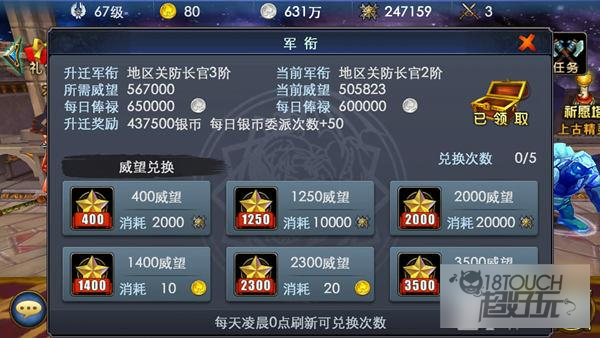 67级 80 631万 247159 3
军衔
礼
任务
升迁军衔 地区关防长官3阶 当前军衔 地区关防长官2阶
所需威望 567000 当前威望 505823
每日俸禄 650000 每日俸禄 600000
升迁奖励 437500银币 每日银币委派次数+50
已领取
新愿塔
上古精灵
威望兑换 兑换次数 0/5
400威望 1250威望 2000威望
400 消耗 2000 1250 消耗 10000 2000 消耗 20000
1400威望 2300威望 3500威望
1400 消耗 10 2300 消耗 20 3500
18TOUCH
超好玩
每天凌晨0点刷新可兑换次数